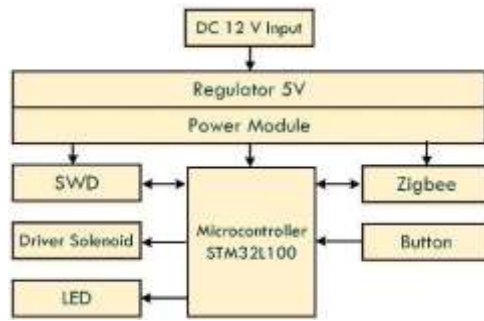 DC 12 V Input
Regulator 5V
Power Module
SWD
Zigbee
Microcontroller
STM32L100
Driver Solenoid
Button
LED